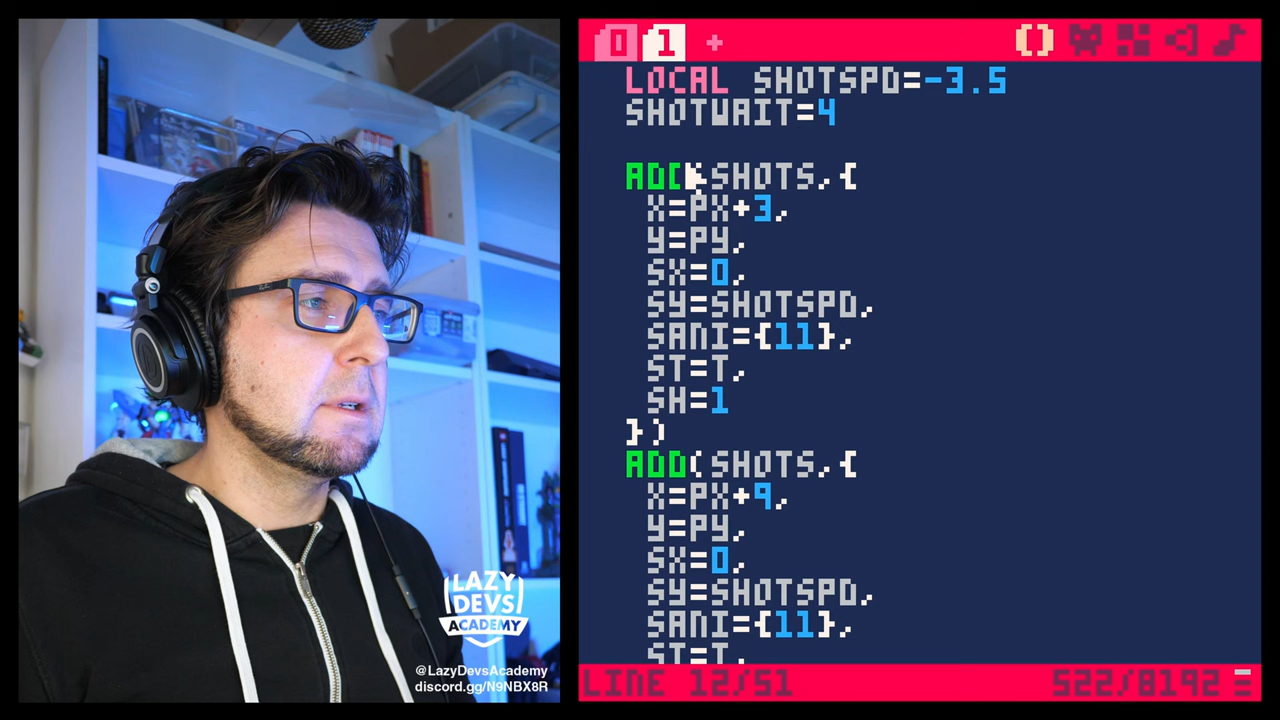 0 1 +
LOCAL SHOTSPD=-3.5
SHOTWAIT=4
ADD(SHOTS,{
X=PX+3,
Y=PY,
SX=0,
SY=SHOTSPD,
SANI={11},
ST=T,
SH=1
})
ADD(SHOTS,{
X=PX+9,
Y=PY,
SX=0,
SY=SHOTSPD,
SANI={11},
ST=T,
LINE 12/51
522/8192
LAZY
DEVS
ACADEMY
@LazyDevsAcademy
discord.gg/N9NBX8R